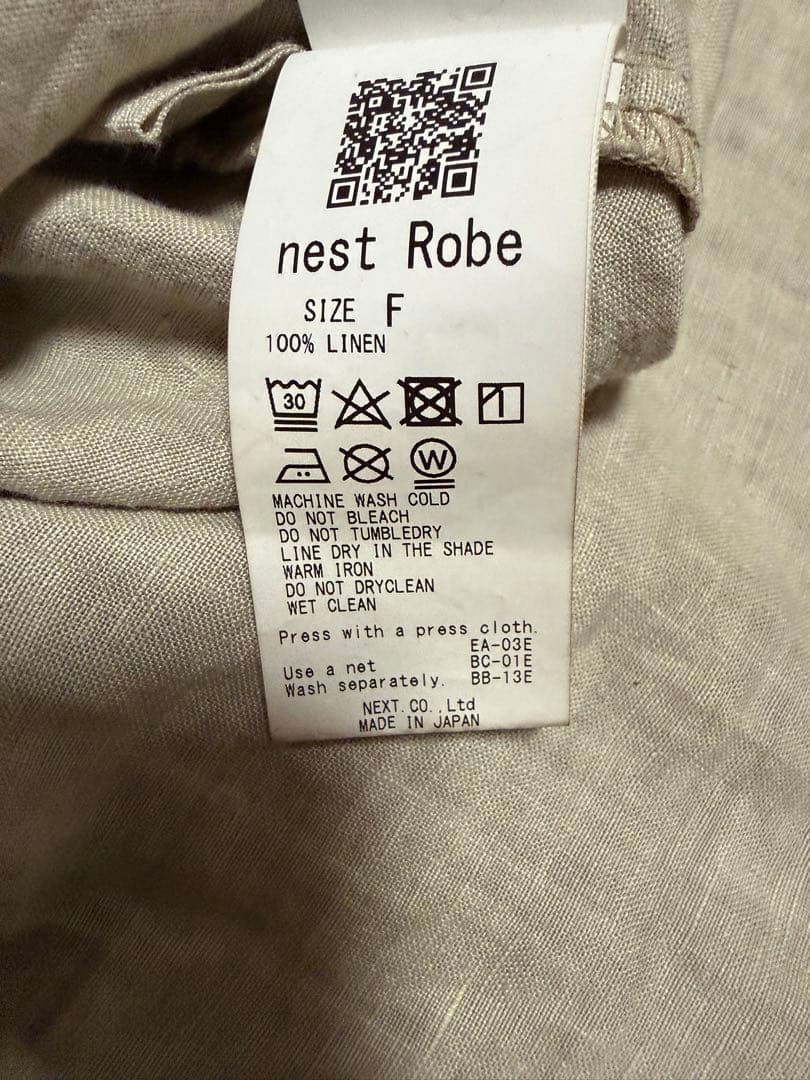 nest Robe
SIZE F
100% LINEN
30
W
MACHINE WASH COLD
DO NOT BLEACH
DO NOT TUMBLEDRY
LINE DRY IN THE SHADE
WARM IRON
DO NOT DRYCLEAN
WET CLEAN
Press with a press cloth.
EA-03E
Use a net BC-01E
Wash separately. BB-13E
NEXT. CO. ,Ltd
MADE IN JAPAN